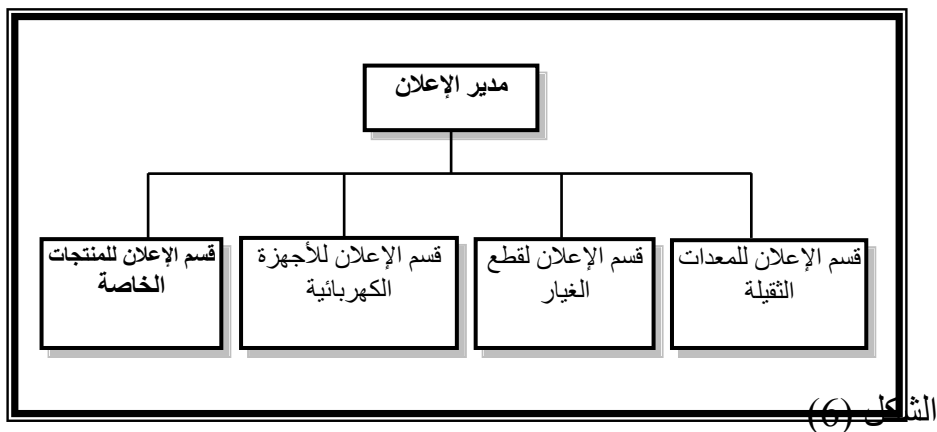 مدير الإعلان
قسم الإعلان للمعدات
الثقيلة
قسم الإعلان لقطع
الغيار
قسم الإعلان للأجهزة
الكهربائية
قسم الإعلان للمنتجات
الخاصة
الشكل (6)